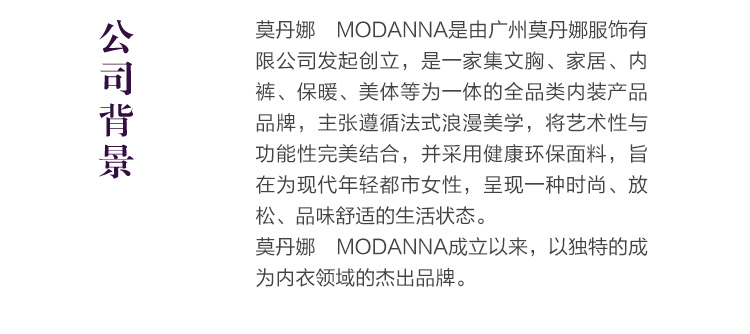 公司背景
莫丹娜　MODANNA是由广州莫丹娜服饰有
限公司发起创立，是一家集文胸、家居、内
裤、保暖、美体等为一体的全品类内装产品
品牌，主张遵循法式浪漫美学，将艺术性与
功能性完美结合，并采用健康环保面料，旨
在为现代年轻都市女性，呈现一种时尚、放
松、品味舒适的生活状态。
莫丹娜　MODANNA成立以来，以独特的成
为内衣领域的杰出品牌。